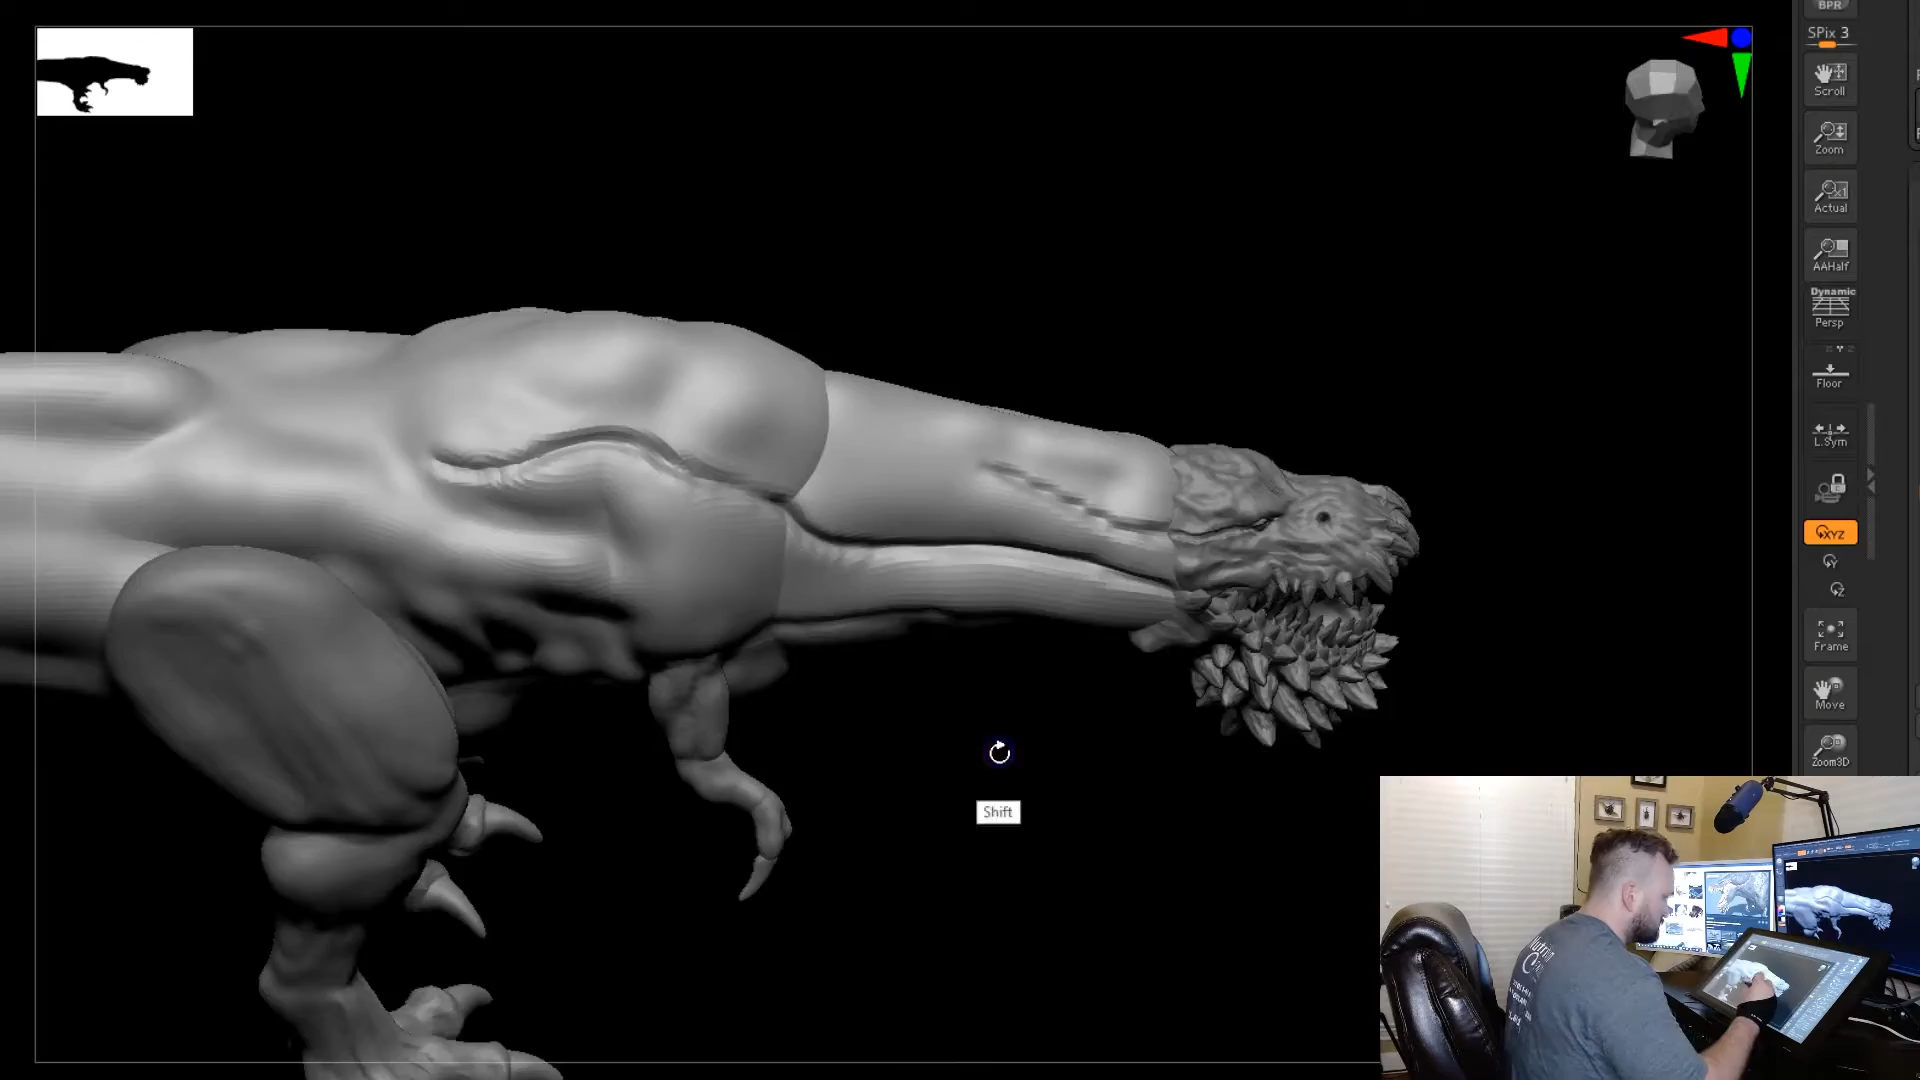 BPR
SPix 3
Scroll
Zoom
Actual
AAHalf
Dynamic
Persp
Floor
L.Sym
XYZ
Y
Z
Frame
Move
Zoom3D
Shift